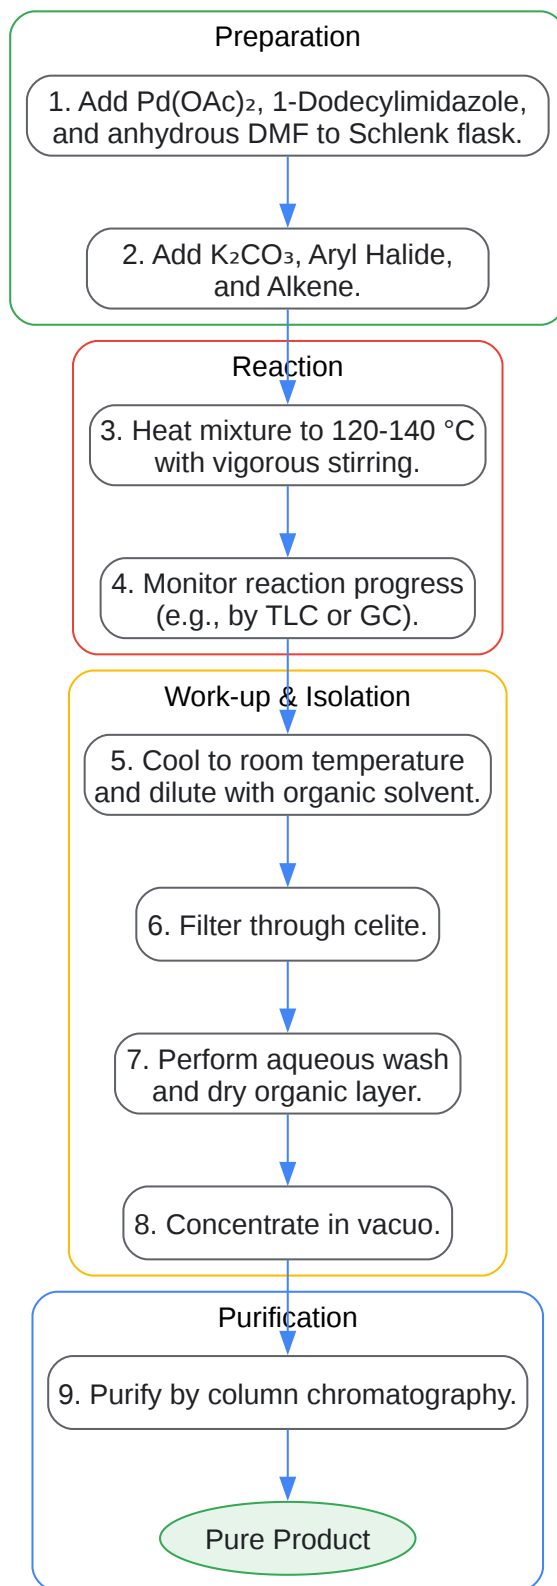 Preparation
1. Add Pd(OAc)₂, 1-Dodecylimidazole,
and anhydrous DMF to Schlenk flask.
2. Add K₂CO₃, Aryl Halide,
and Alkene.
Reaction
3. Heat mixture to 120-140 °C
with vigorous stirring.
4. Monitor reaction progress
(e.g., by TLC or GC).
Work-up & Isolation
5. Cool to room temperature
and dilute with organic solvent.
6. Filter through celite.
7. Perform aqueous wash
and dry organic layer.
8. Concentrate in vacuo.
Purification
9. Purify by column chromatography.
Pure Product